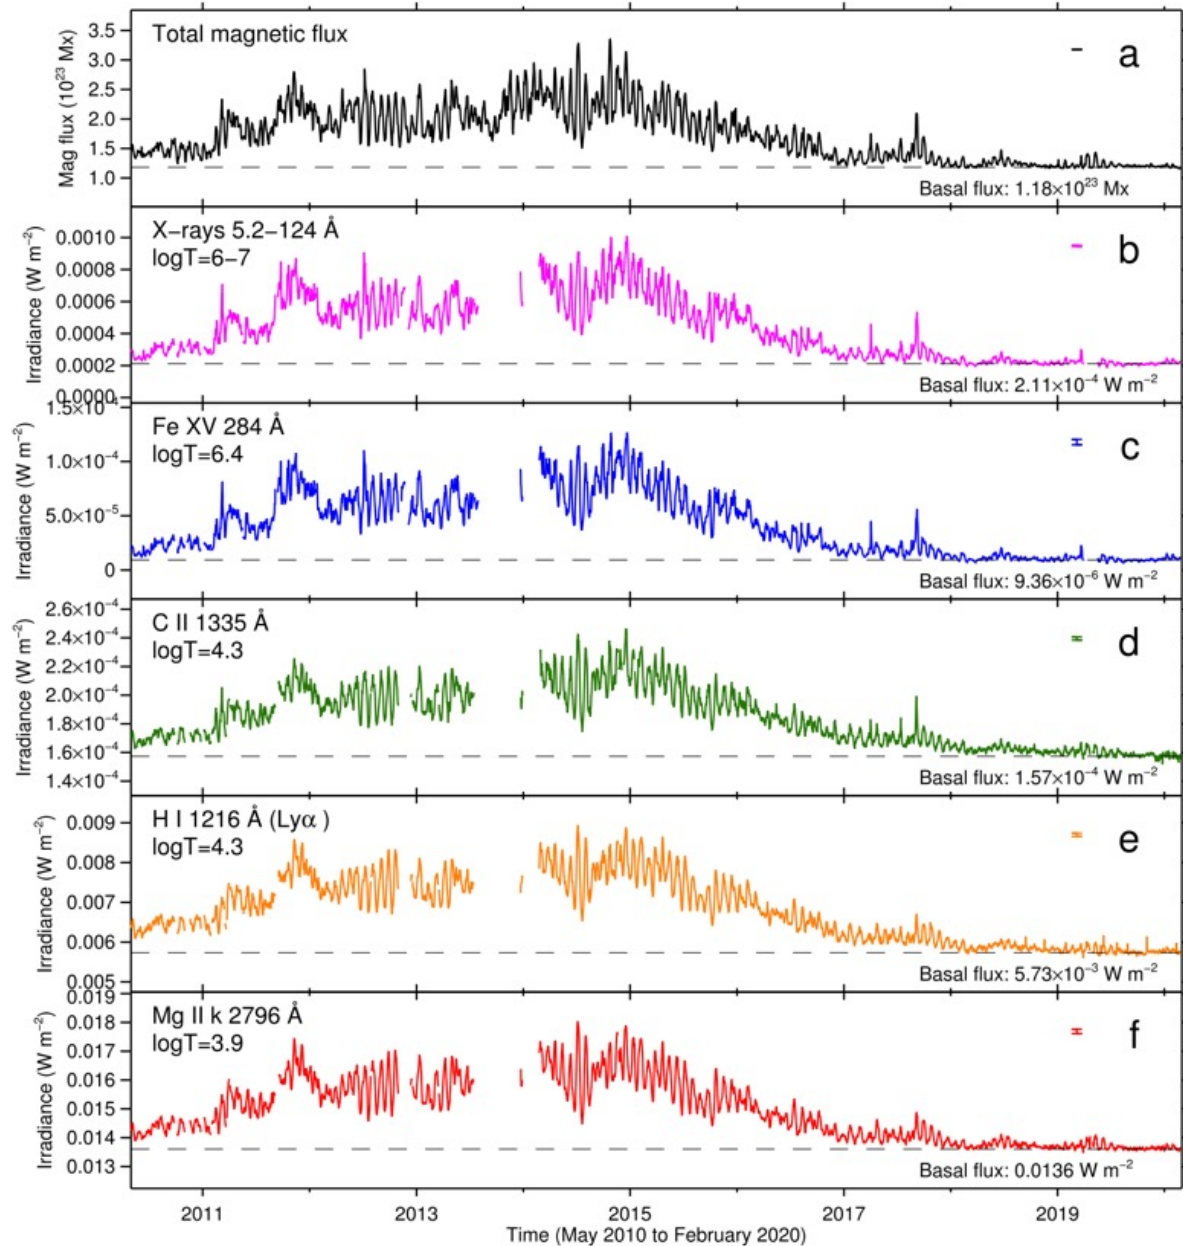 Total magnetic flux
a
3.5
3.0
2.5
2.0
1.5
1.0
Mag flux (10²³ Mx)
Basal flux: 1.18×10²³ Mx
X−rays 5.2−124 Å
logT=6−7
b
0.0010
0.0008
0.0006
0.0004
0.0002
0.0000
Irradiance (W m⁻²)
Basal flux: 2.11×10⁻⁴ W m⁻²
Fe XV 284 Å
logT=6.4
c
1.5×10⁻⁴
1.0×10⁻⁴
5.0×10⁻⁵
0
Irradiance (W m⁻²)
Basal flux: 9.36×10⁻⁶ W m⁻²
C II 1335 Å
logT=4.3
d
2.6×10⁻⁴
2.4×10⁻⁴
2.2×10⁻⁴
2.0×10⁻⁴
1.8×10⁻⁴
1.6×10⁻⁴
1.4×10⁻⁴
Irradiance (W m⁻²)
Basal flux: 1.57×10⁻⁴ W m⁻²
H I 1216 Å (Lyα )
logT=4.3
e
0.009
0.008
0.007
0.006
0.005
Irradiance (W m⁻²)
Basal flux: 5.73×10⁻³ W m⁻²
Mg II k 2796 Å
logT=3.9
f
0.019
0.018
0.017
0.016
0.015
0.014
0.013
Irradiance (W m⁻²)
Basal flux: 0.0136 W m⁻²
2011 2013 2015 2017 2019
Time (May 2010 to February 2020)